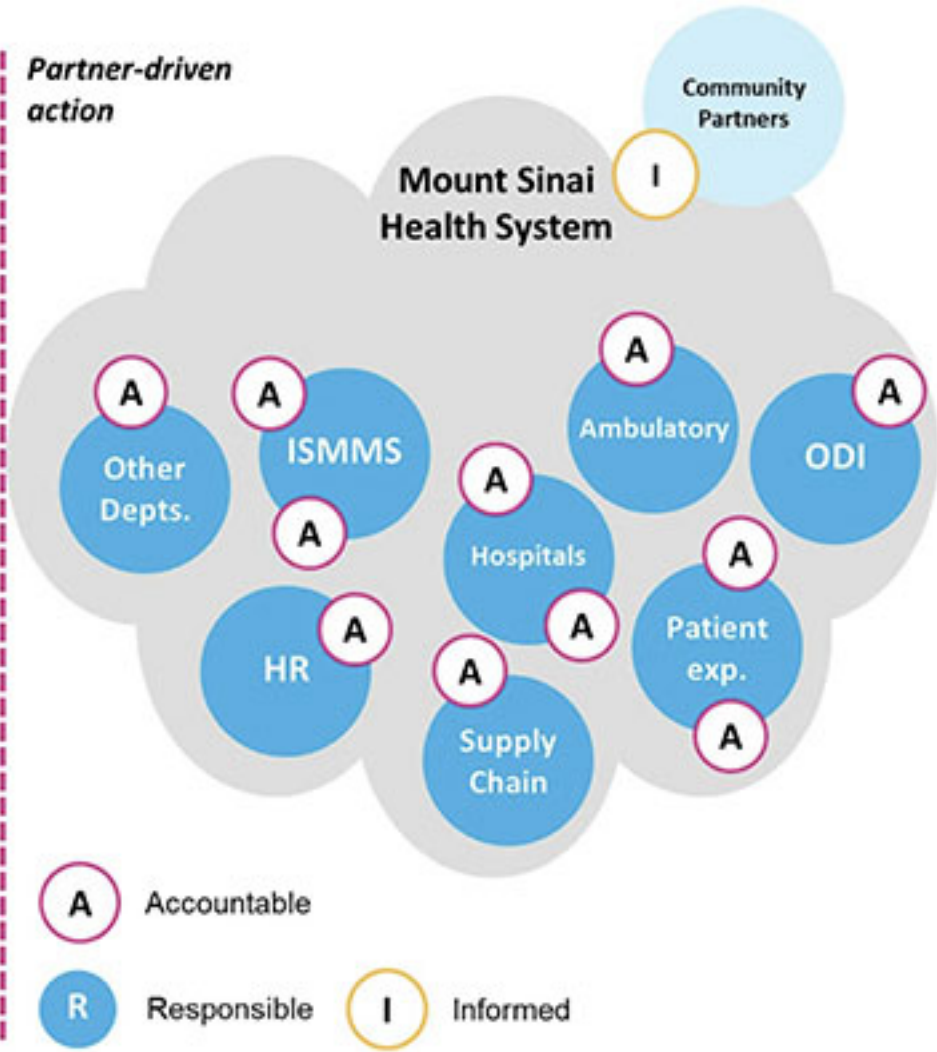 Partner-driven
action
Community
Partners
I
Mount Sinai
Health System
A
Other
Depts.
A
ISMMS
A
A
Ambulatory
A
ODI
A
Hospitals
A
A
Patient
exp.
A
A
HR
A
Supply
Chain
A Accountable
R Responsible
I Informed